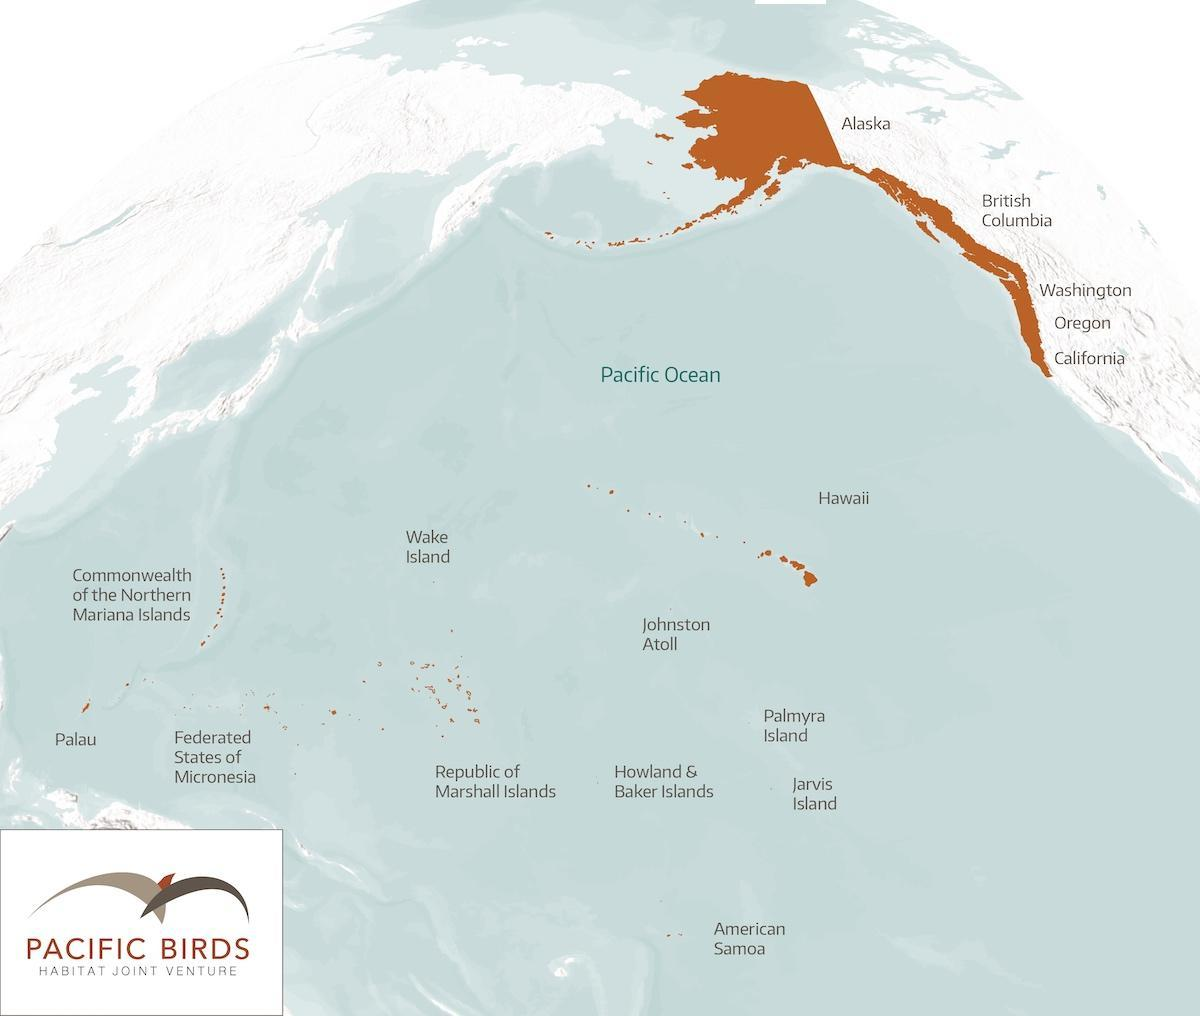 Alaska
British
Columbia
Washington
Oregon
California
Pacific Ocean
Hawaii
Wake
Island
Commonwealth
of the Northern
Mariana Islands
Johnston
Atoll
Palau
Federated
States of
Micronesia
Republic of
Marshall Islands
Howland &
Baker Islands
Palmyra
Island
Jarvis
Island
American
Samoa
PACIFIC BIRDS
HABITAT JOINT VENTURE